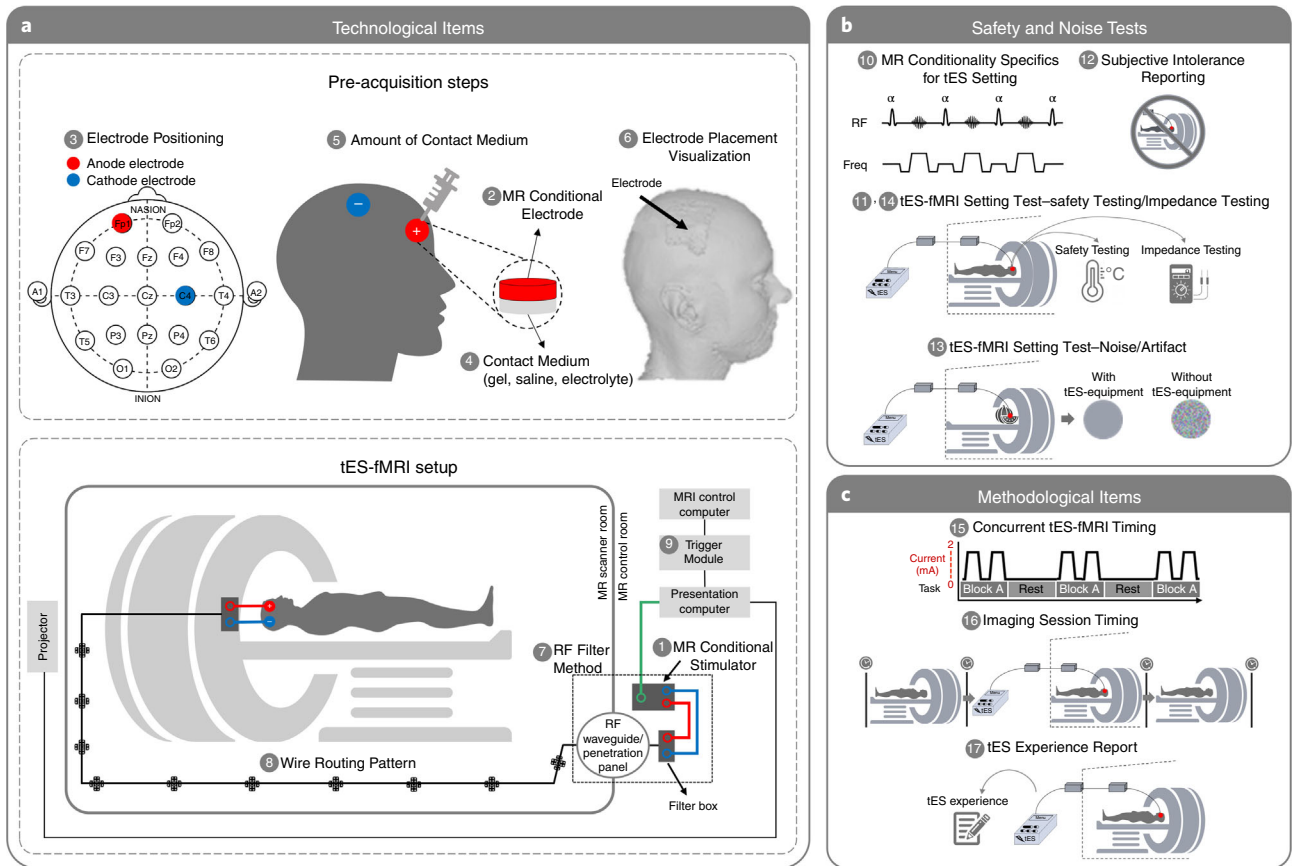 a
Technological Items
Pre-acquisition steps
3 Electrode Positioning
Anode electrode
Cathode electrode
NASION
Fp1
Fp2
F7
F3
Fz
F4
F8
A1
T3
C3
Cz
C4
T4
A2
T5
P3
Pz
P4
T6
O1
O2
INION
5 Amount of Contact Medium
−
+
2 MR Conditional
Electrode
4 Contact Medium
(gel, saline, electrolyte)
6 Electrode Placement
Visualization
Electrode
tES-fMRI setup
Projector
+
−
MR scanner room
MR control room
MRI control
computer
9 Trigger
Module
Presentation
computer
7 RF Filter
Method
1 MR Conditional
Stimulator
RF
waveguide/
penetration
panel
Filter box
8 Wire Routing Pattern
b
Safety and Noise Tests
10 MR Conditionality Specifics
for tES Setting
α α α α
RF
Freq
12 Subjective Intolerance
Reporting
11 · 14 tES-fMRI Setting Test–safety Testing/Impedance Testing
Menu
tES
Safety Testing
°C
Impedance Testing
13 tES-fMRI Setting Test–Noise/Artifact
Menu
tES
With
tES-equipment
Without
tES-equipment
c
Methodological Items
15 Concurrent tES-fMRI Timing
2
Current
(mA)
0
Task
Block A
Rest
Block A
Rest
Block A
16 Imaging Session Timing
Menu
tES
17 tES Experience Report
tES experience
Menu
tES